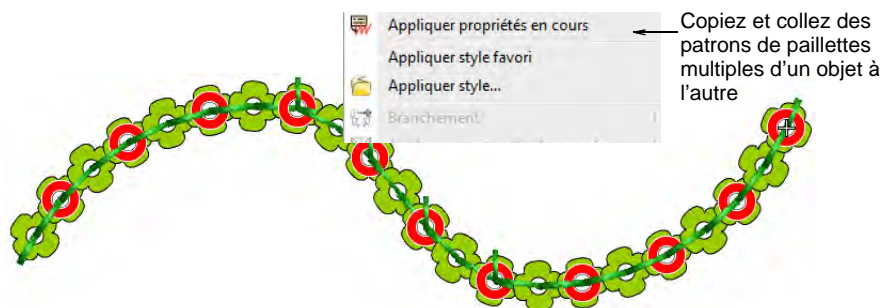 Appliquer propriétés en cours
Appliquer style favori
Appliquer style...
Branchement
Copiez et collez des
patrons de paillettes
multiples d'un objet à
l'autre